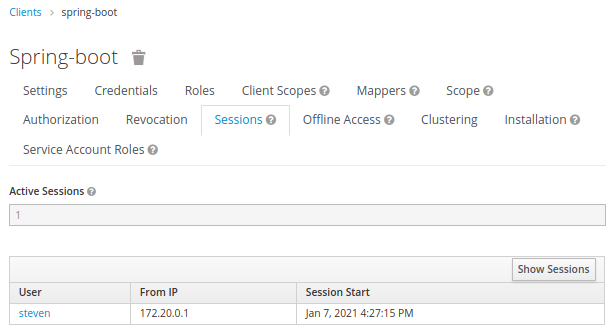 Clients > spring-boot
Spring-boot
Settings Credentials Roles Client Scopes ? Mappers ? Scope ?
Authorization Revocation Sessions ? Offline Access ? Clustering Installation ?
Service Account Roles ?
Active Sessions ?
1
Show Sessions
User From IP Session Start
steven 172.20.0.1 Jan 7, 2021 4:27:15 PM